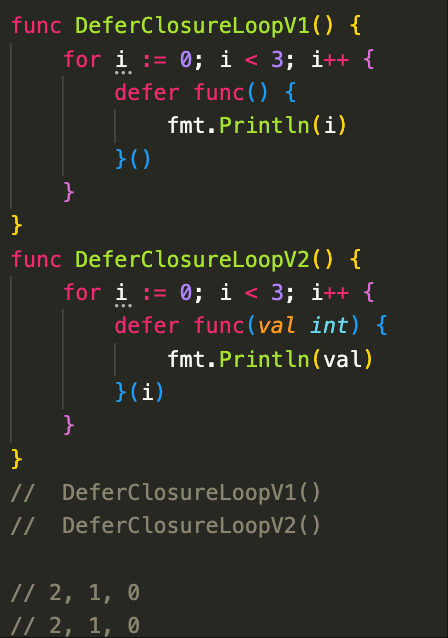 func DeferClosureLoopV1() {
    for i := 0; i < 3; i++ {
        defer func() {
            fmt.Println(i)
        }()
    }
}
func DeferClosureLoopV2() {
    for i := 0; i < 3; i++ {
        defer func(val int) {
            fmt.Println(val)
        }(i)
    }
}
//  DeferClosureLoopV1()
//  DeferClosureLoopV2()

// 2, 1, 0
// 2, 1, 0